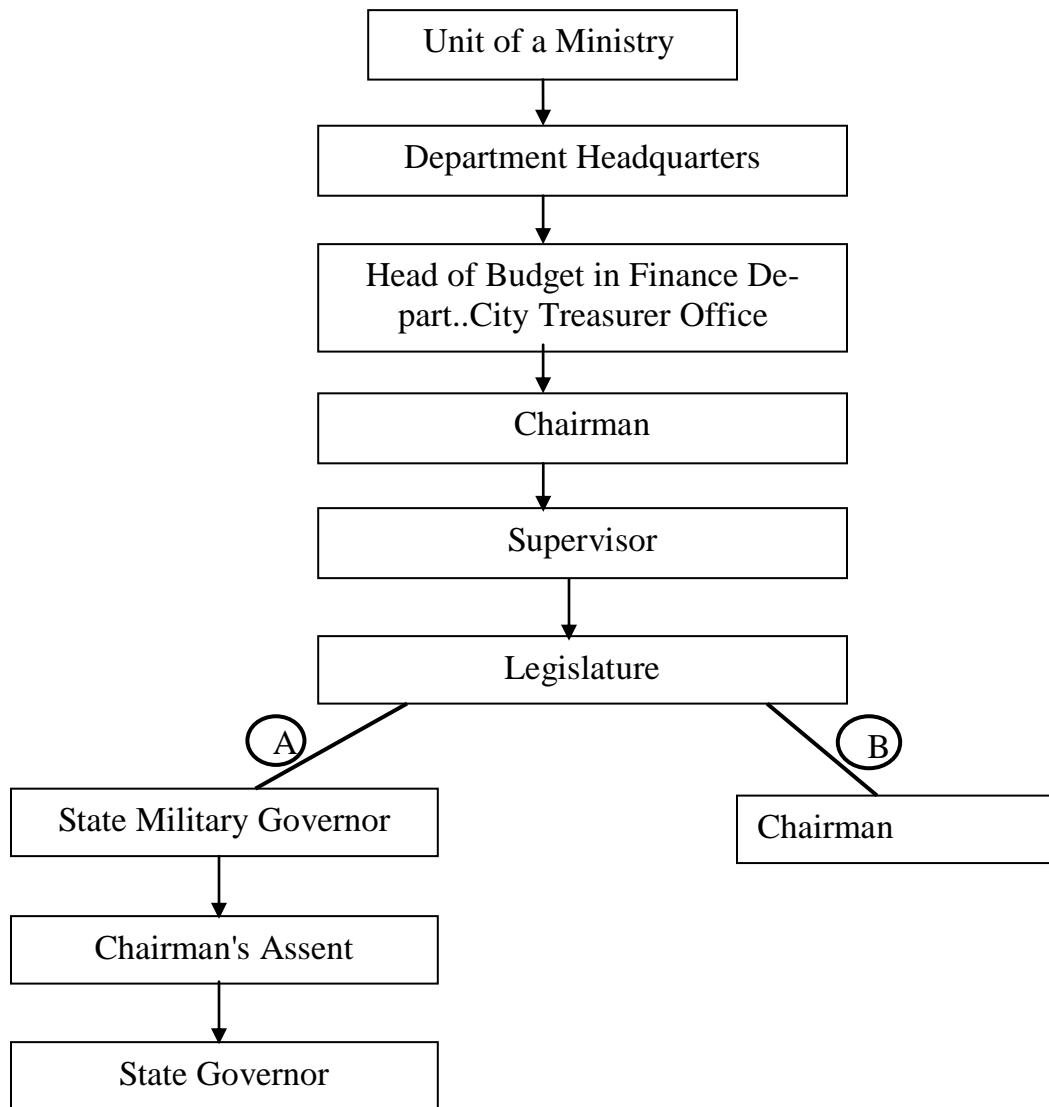 Unit of a Ministry
Department Headquarters
Head of Budget in Finance De-
part..City Treasurer Office
Chairman
Supervisor
Legislature
A
B
State Military Governor
Chairman
Chairman's Assent
State Governor